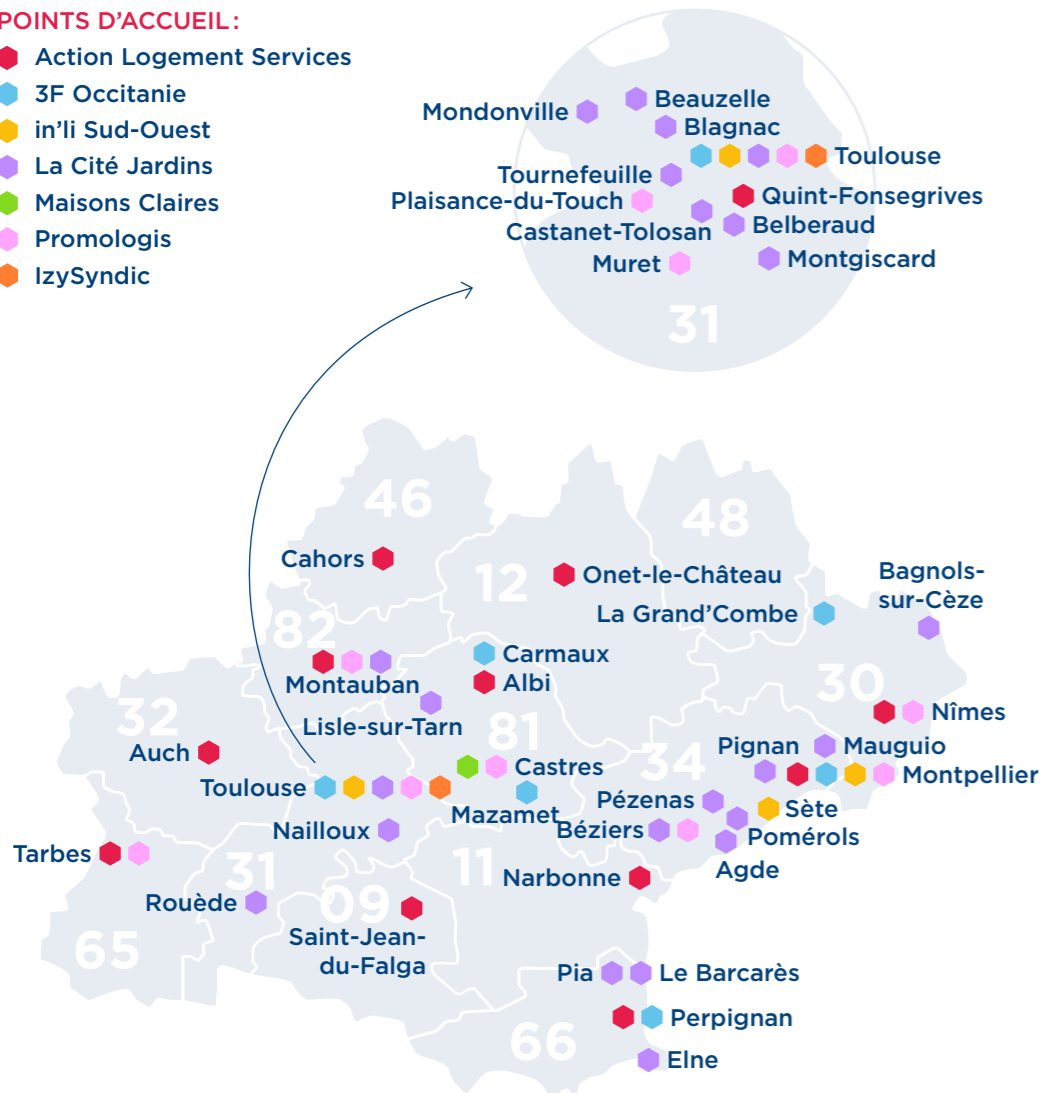 POINTS D’ACCUEIL :
Action Logement Services
3F Occitanie
in’li Sud-Ouest
La Cité Jardins
Maisons Claires
Promologis
IzySyndic
Mondonville
Beauzelle
Blagnac
Toulouse
Tournefeuille
Plaisance-du-Touch
Quint-Fonsegrives
Castanet-Tolosan
Belberaud
Muret
Montgiscard
31
46
48
Cahors
12
Onet-le-Château
Bagnols-
sur-Cèze
La Grand’Combe
82
Carmaux
Montauban
Albi
30
32
Lisle-sur-Tarn
Nîmes
81
Auch
34
Pignan
Mauguio
Castres
Montpellier
Toulouse
Mazamet
Pézenas
Sète
Nailloux
Béziers
Pomérols
Tarbes
31
11
Agde
Narbonne
Rouède
09
Saint-Jean-
du-Falga
65
Pia
Le Barcarès
Perpignan
66
Elne